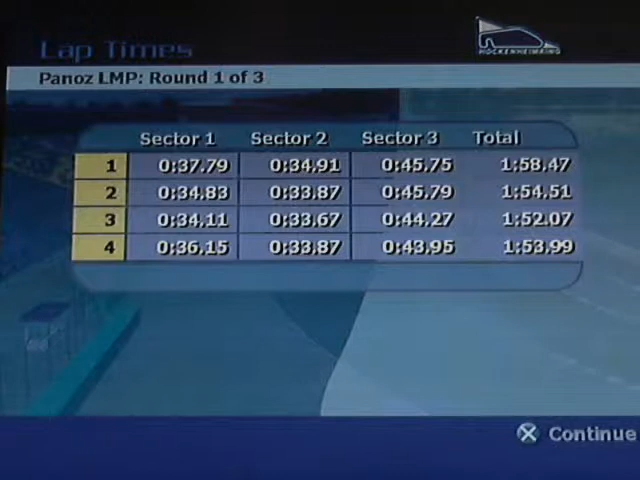 Lap Times
HOCKENHEIMRING
Panoz LMP: Round 1 of 3
Sector 1 Sector 2 Sector 3 Total
1 0:37.79 0:34.91 0:45.75 1:58.47
2 0:34.83 0:33.87 0:45.79 1:54.51
3 0:34.11 0:33.67 0:44.27 1:52.07
4 0:36.15 0:33.87 0:43.95 1:53.99
Continue